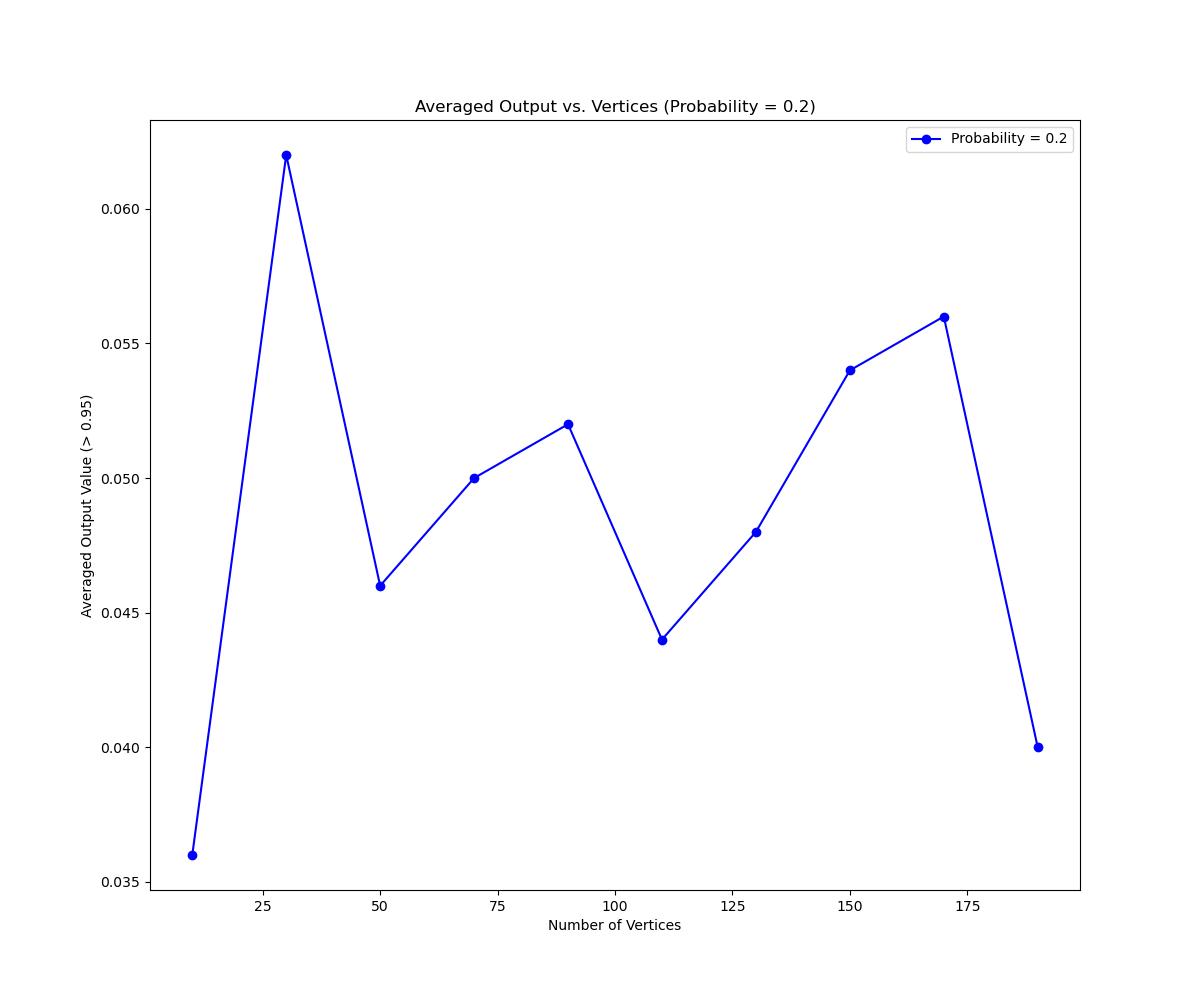 Averaged Output vs. Vertices (Probability = 0.2)
Probability = 0.2
Averaged Output Value (> 0.95)
0.060
0.055
0.050
0.045
0.040
0.035
25 50 75 100 125 150 175
Number of Vertices